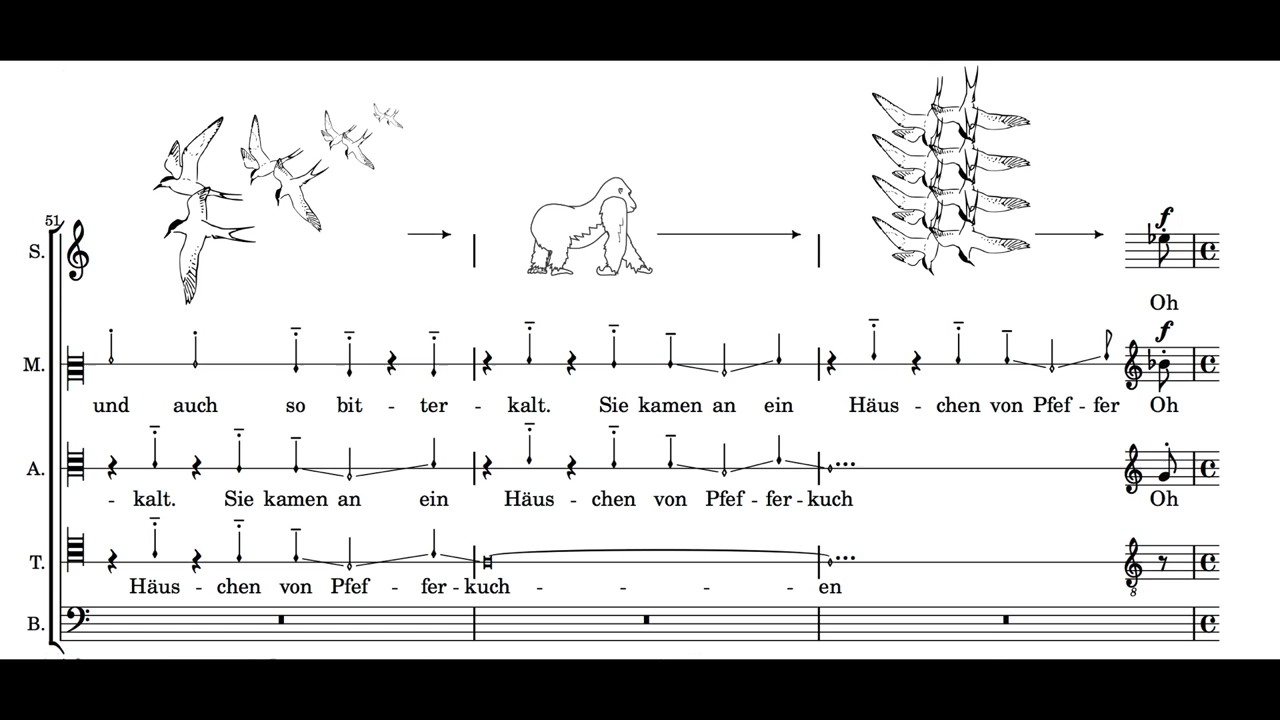 51
S.
f
Oh
f
M.
und auch so bit - ter - kalt. Sie kamen an ein Häus - chen von Pfef - fer Oh
A.
- kalt. Sie kamen an ein Häus - chen von Pfef - fer - kuch Oh
T.
8
Häus - chen von Pfef - fer - kuch - - - en
B.